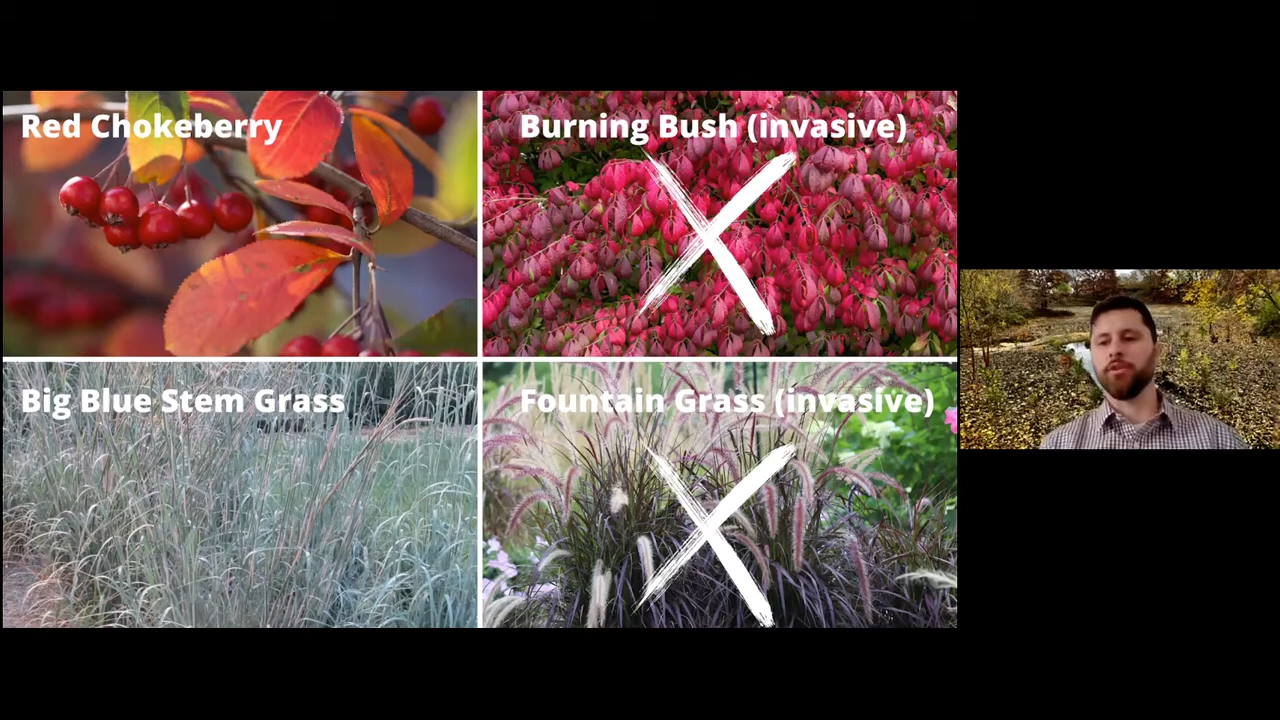 Red Chokeberry
Burning Bush (invasive)
Big Blue Stem Grass
Fountain Grass (invasive)